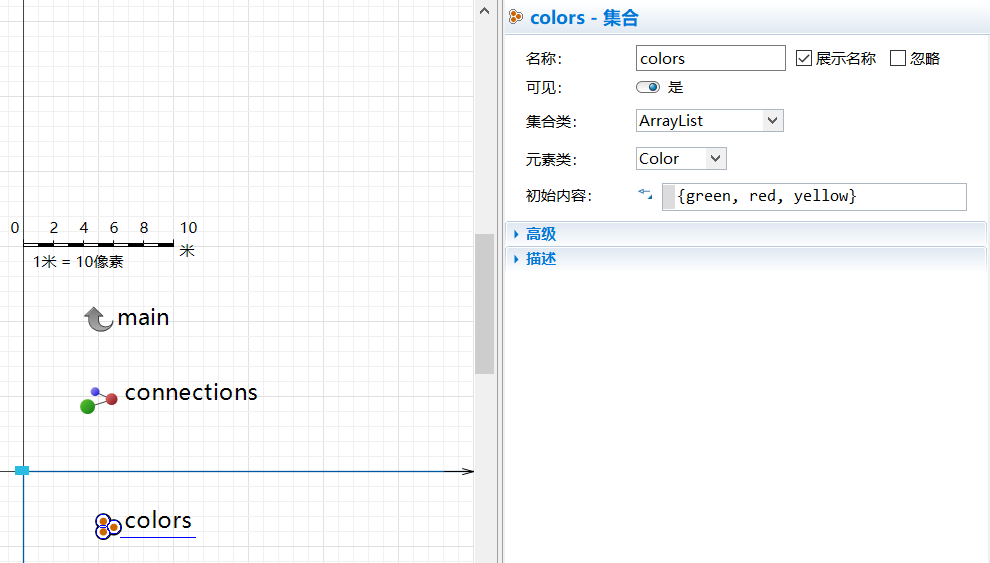 0 2 4 6 8 10
米
1米 = 10像素
main
connections
colors
colors - 集合
名称: colors 展示名称 忽略
可见: 是
集合类: ArrayList
元素类: Color
初始内容: {green, red, yellow}
高级
描述